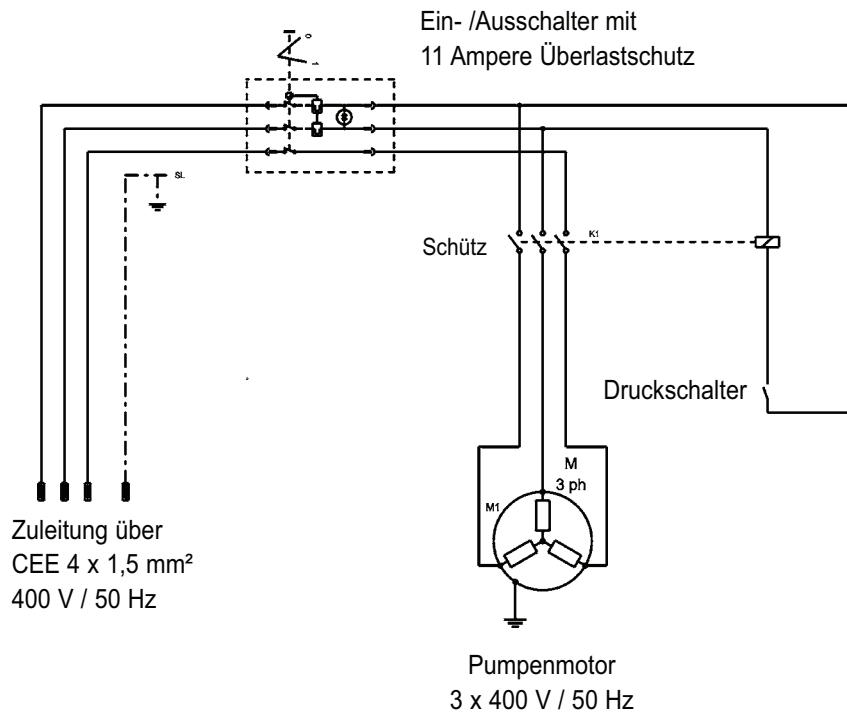 Ein- /Ausschalter mit
11 Ampere Überlastschutz
SL
Schütz
K1
Druckschalter
M
3 ph
M1
Zuleitung über
CEE 4 x 1,5 mm²
400 V / 50 Hz
Pumpenmotor
3 x 400 V / 50 Hz